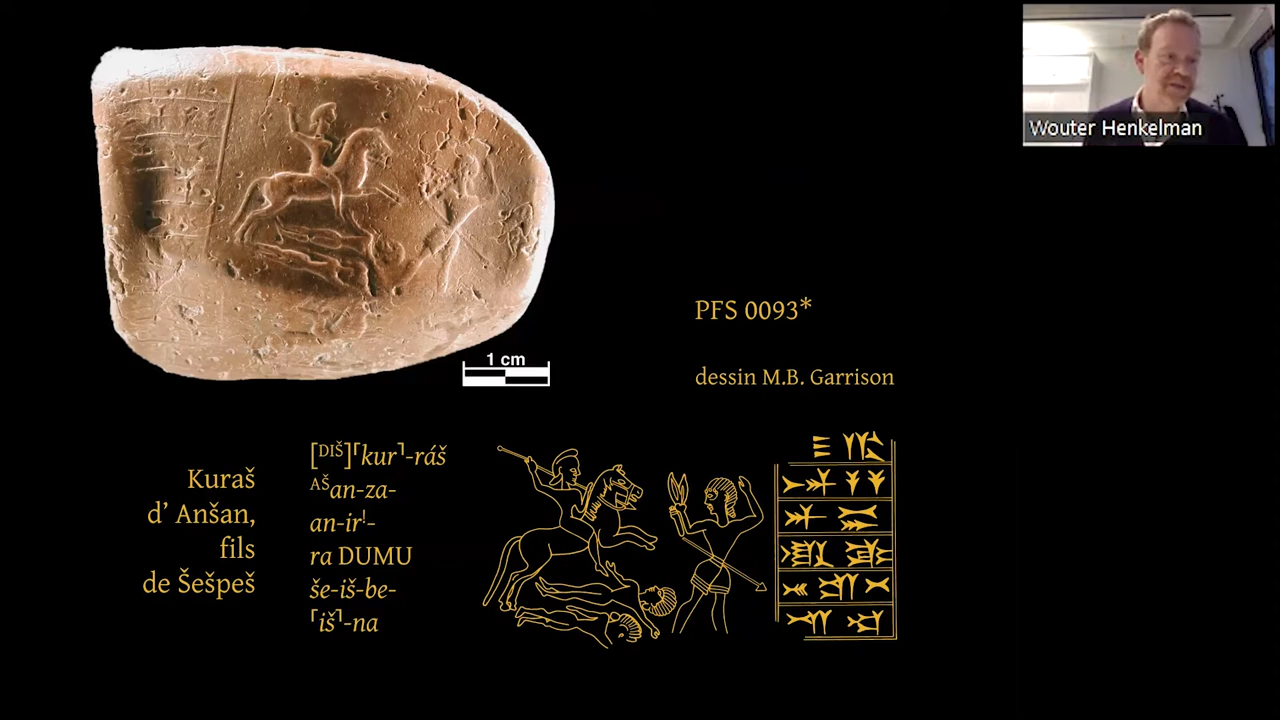 Wouter Henkelman
1 cm
PFS 0093*
dessin M.B. Garrison
Kuraš
d’ Anšan,
fils
de Šešpeš
[DIŠ]⸢kur⸣-ráš
AŠan-za-
an-ir!-
ra DUMU
še-iš-be-
⸢iš⸣-na